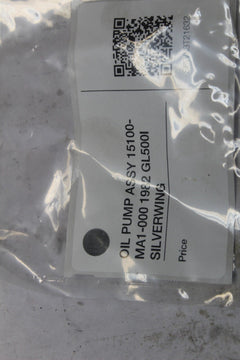 OIL PUMP ASSY 15100-
MA1-000 1982 GL500I
SILVERWING
Price